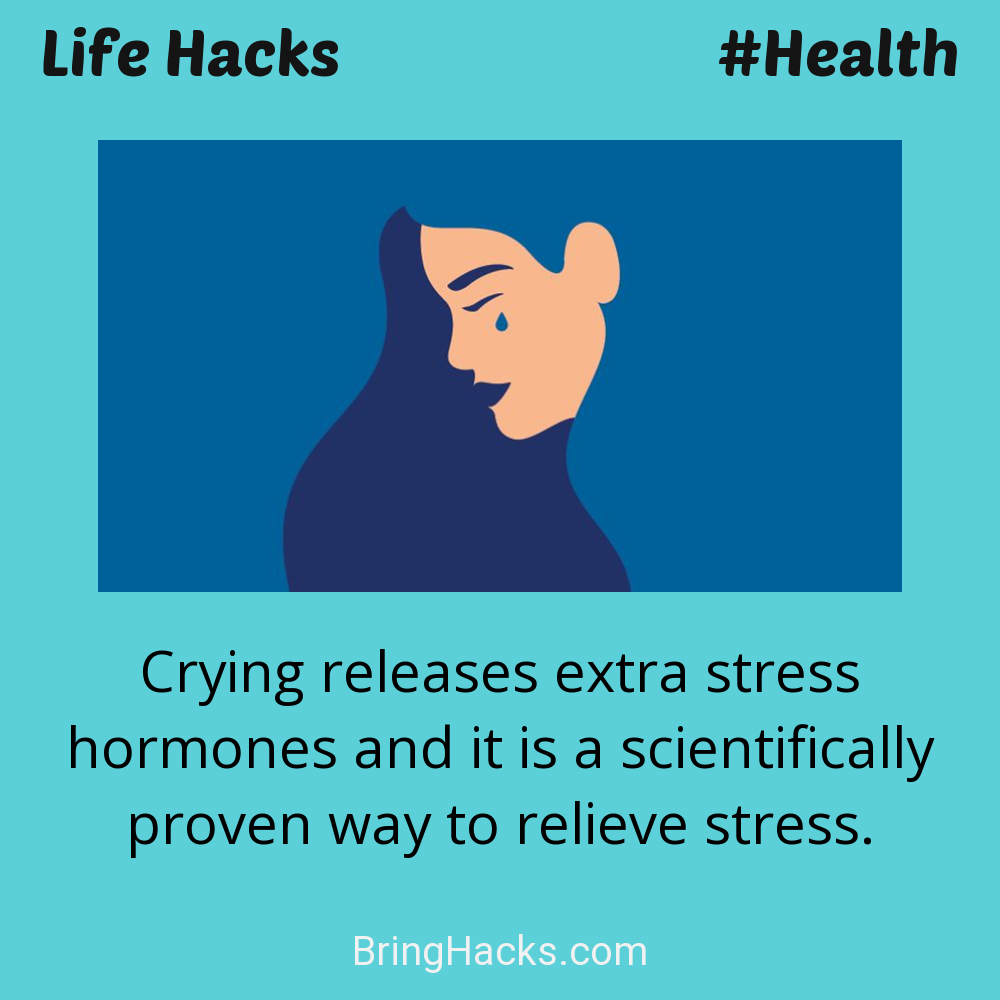 Life Hacks
#Health
Crying releases extra stress
hormones and it is a scientifically
proven way to relieve stress.
BringHacks.com